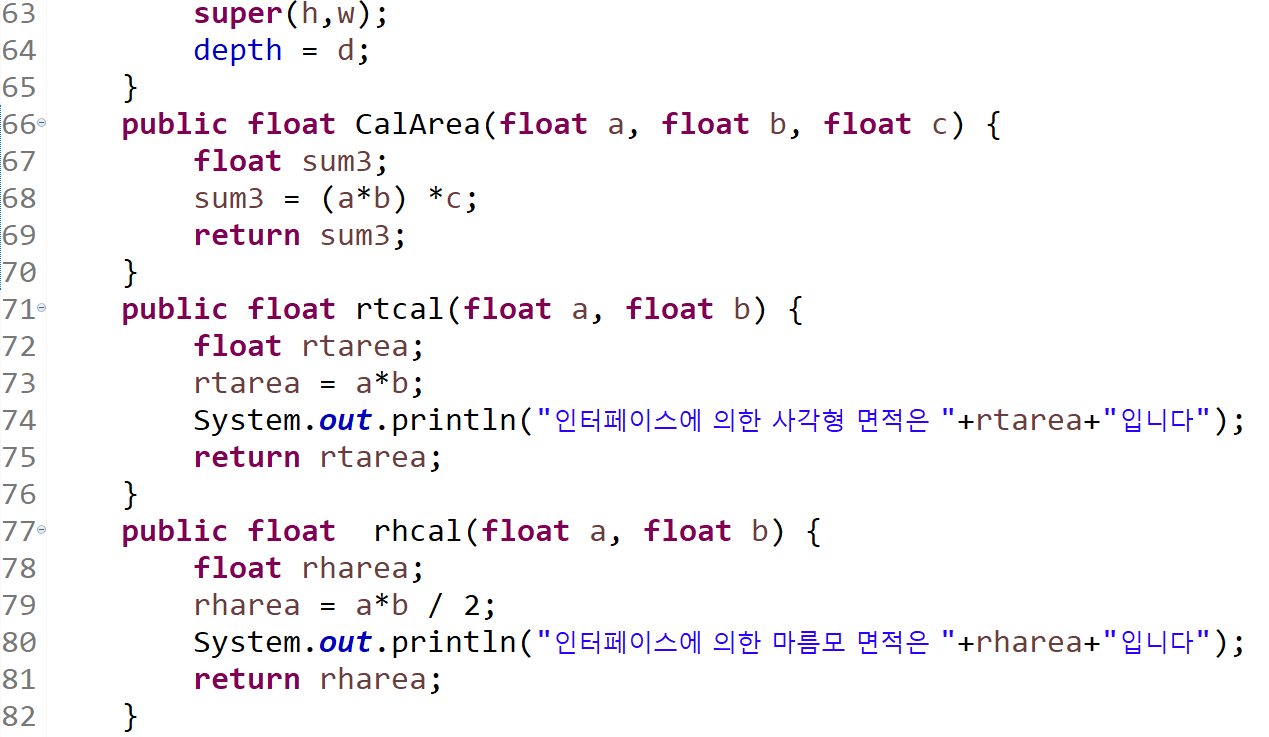 63 super(h,w);
64 depth = d;
65 }
66 public float CalArea(float a, float b, float c) {
67 float sum3;
68 sum3 = (a*b) *c;
69 return sum3;
70 }
71 public float rtcal(float a, float b) {
72 float rtarea;
73 rtarea = a*b;
74 System.out.println("인터페이스에 의한 사각형 면적은 "+rtarea+"입니다");
75 return rtarea;
76 }
77 public float  rhcal(float a, float b) {
78 float rharea;
79 rharea = a*b / 2;
80 System.out.println("인터페이스에 의한 마름모 면적은 "+rharea+"입니다");
81 return rharea;
82 }